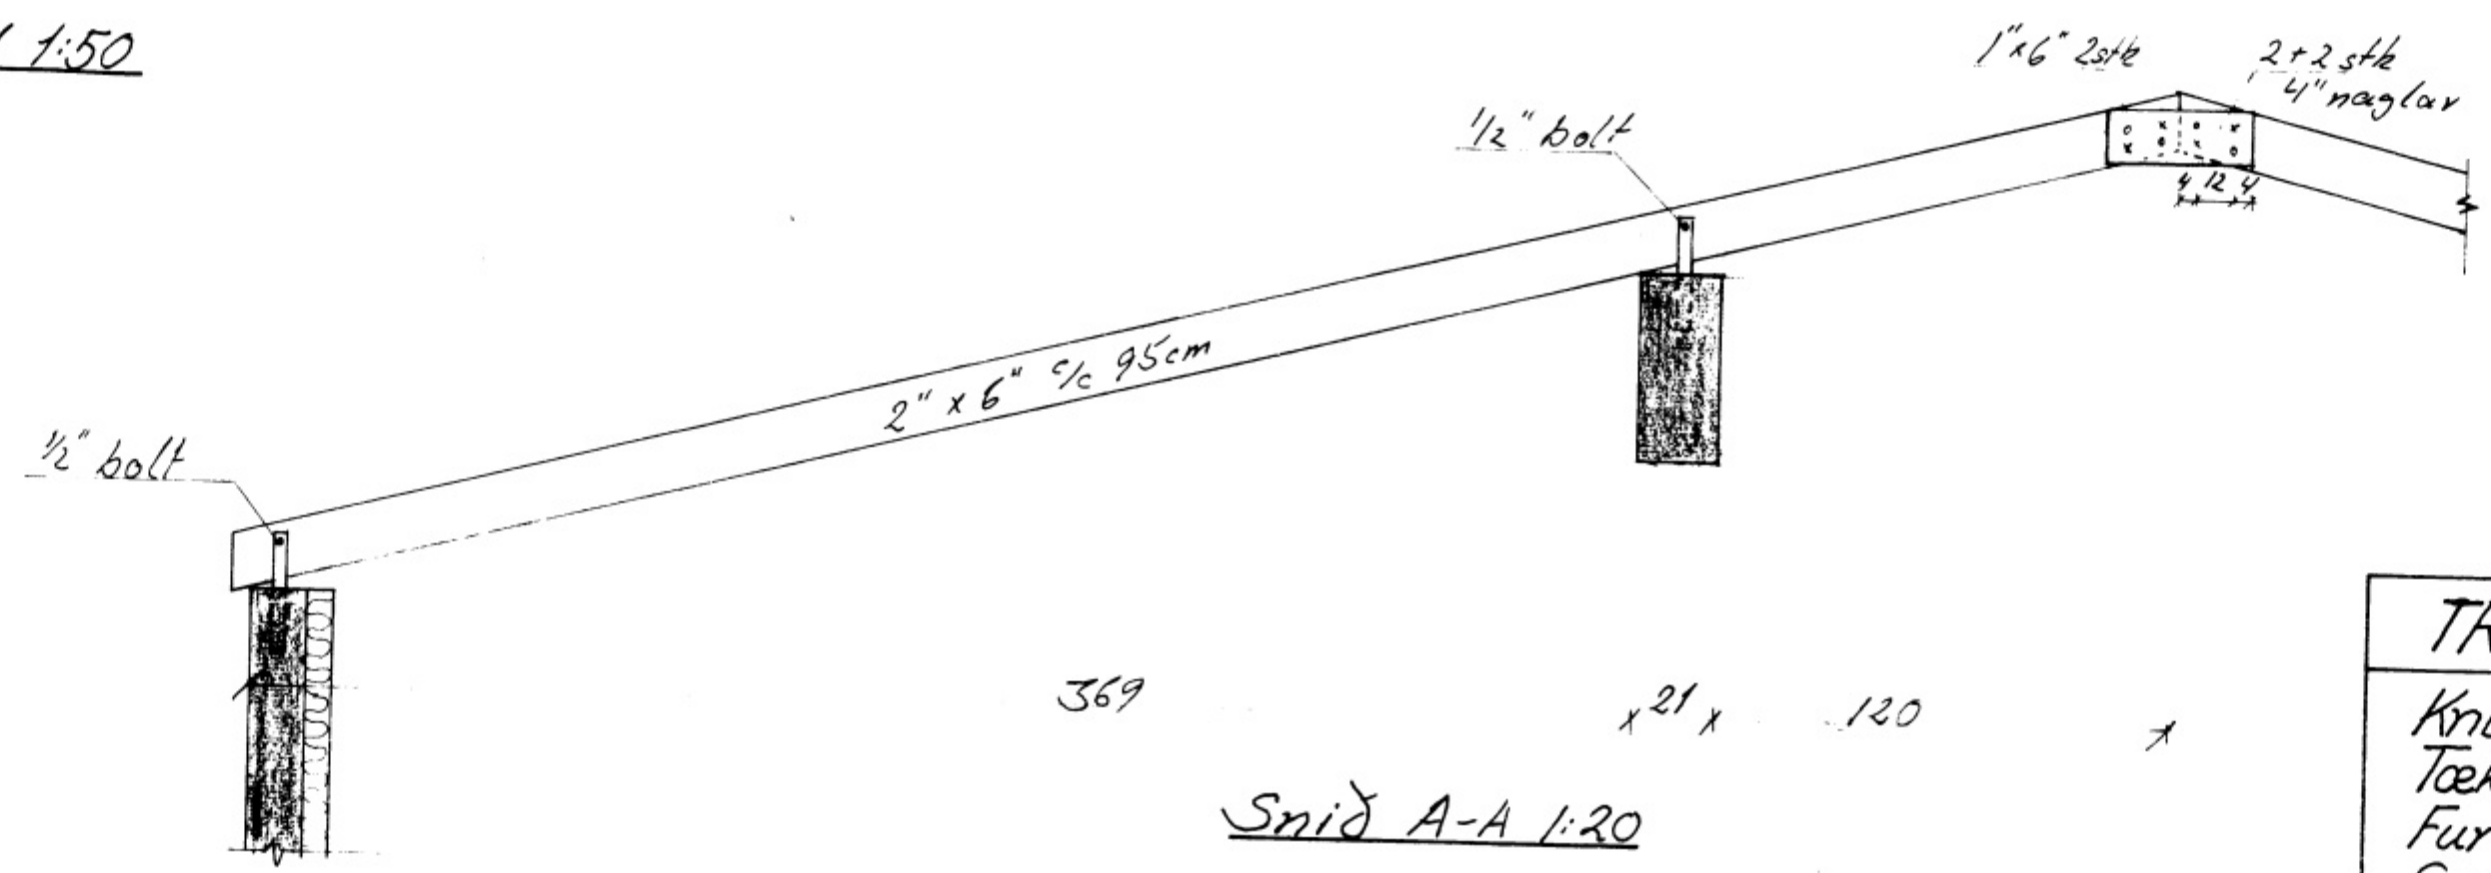 1:50
1"x6" 2stk
2+2 stk
4" naglar
1/2" bolt
4 12 4
2" x 6" c/c 95cm
1/2" bolt
369
x 21 x 120 x
Snið A-A 1:20